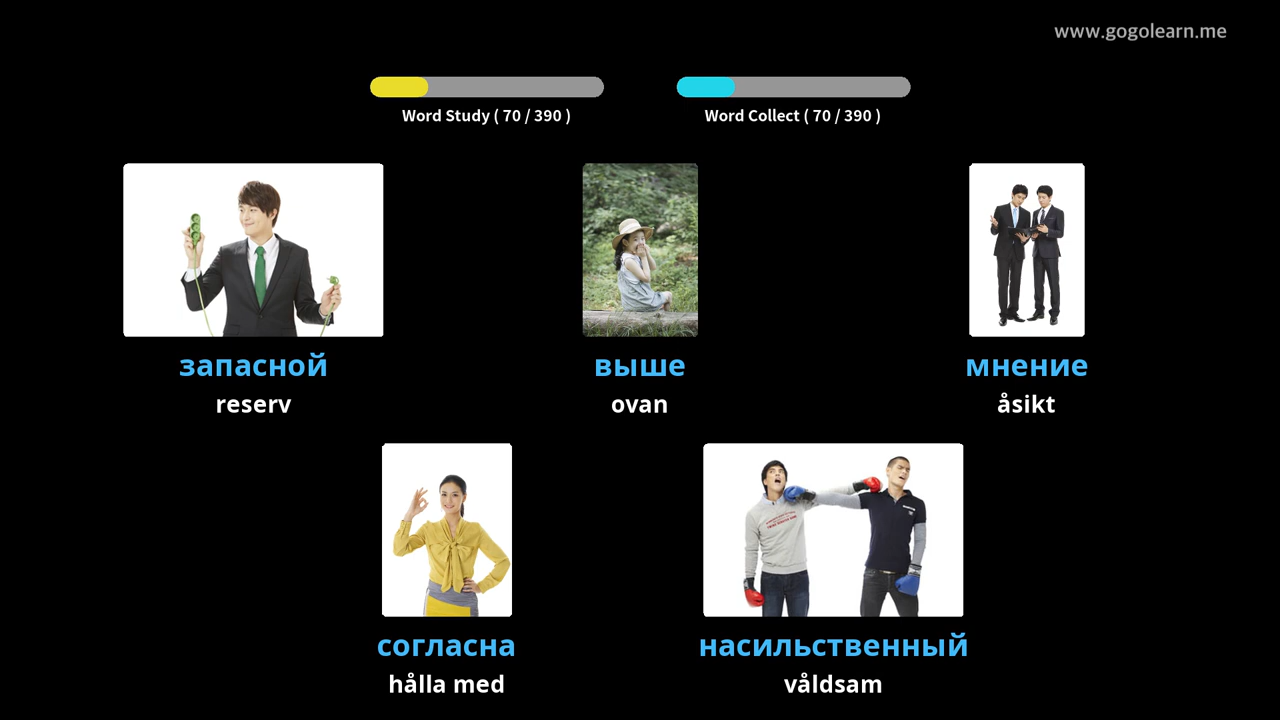 www.gogolearn.me
Word Study ( 70 / 390 )
Word Collect ( 70 / 390 )
запасной
reserv
выше
ovan
мнение
åsikt
согласна
hålla med
насильственный
våldsam